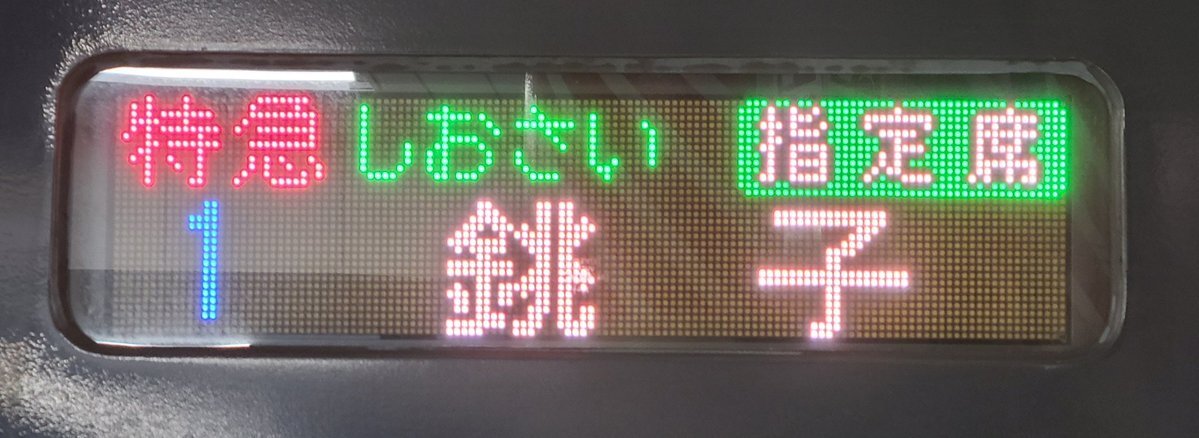 特急 しおさい 指定席
1 銚子